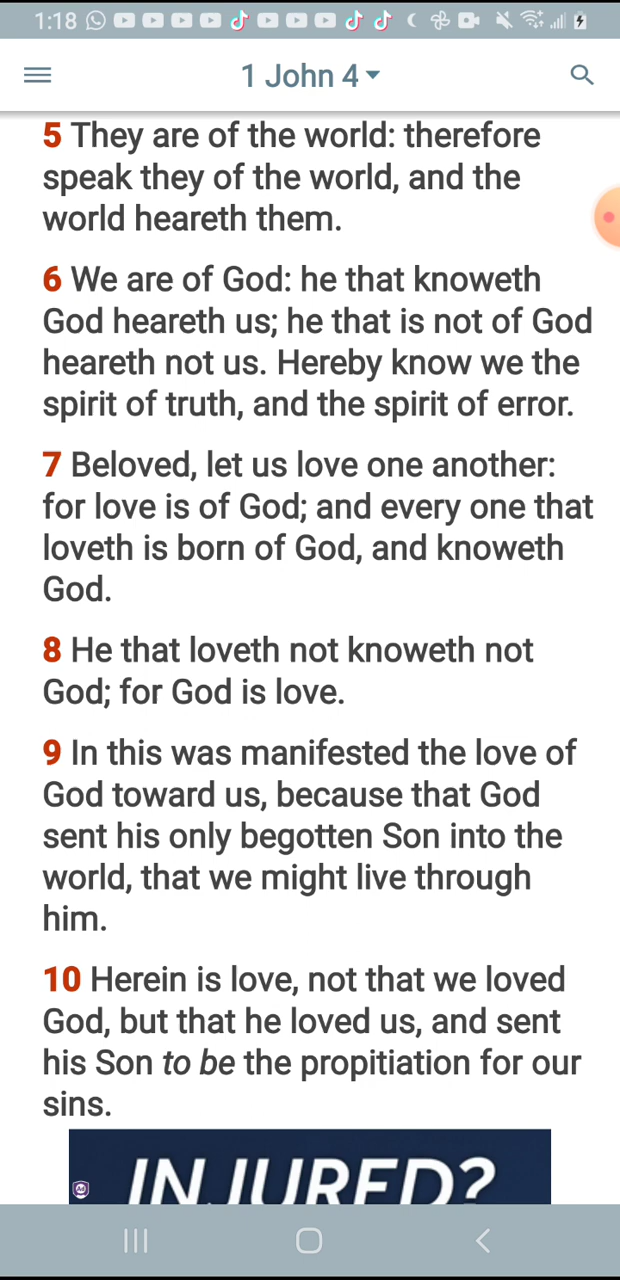 1:18
1 John 4
5 They are of the world: therefore
speak they of the world, and the
world heareth them.
6 We are of God: he that knoweth
God heareth us; he that is not of God
heareth not us. Hereby know we the
spirit of truth, and the spirit of error.
7 Beloved, let us love one another:
for love is of God; and every one that
loveth is born of God, and knoweth
God.
8 He that loveth not knoweth not
God; for God is love.
9 In this was manifested the love of
God toward us, because that God
sent his only begotten Son into the
world, that we might live through
him.
10 Herein is love, not that we loved
God, but that he loved us, and sent
his Son to be the propitiation for our
sins.
INJURED?